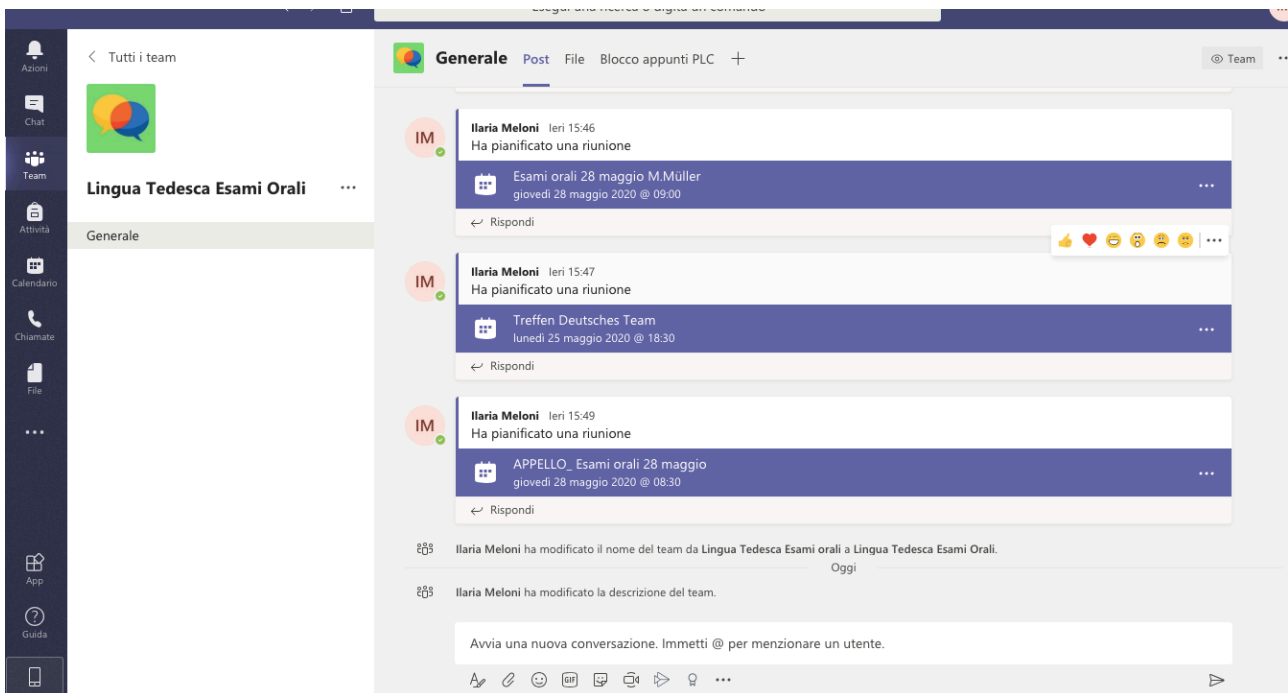 Esegui una ricerca o digita un comando
Azioni
Chat
Team
Attività
Calendario
Chiamate
File
App
Guida
Tutti i team
Lingua Tedesca Esami Orali
Generale
Generale Post File Blocco appunti PLC
Team
IM
Ilaria Meloni Ieri 15:46
Ha pianificato una riunione
Esami orali 28 maggio M.Müller
giovedì 28 maggio 2020 @ 09:00
Rispondi
IM
Ilaria Meloni Ieri 15:47
Ha pianificato una riunione
Treffen Deutsches Team
lunedì 25 maggio 2020 @ 18:30
Rispondi
IM
Ilaria Meloni Ieri 15:49
Ha pianificato una riunione
APPELLO_ Esami orali 28 maggio
giovedì 28 maggio 2020 @ 08:30
Rispondi
Ilaria Meloni ha modificato il nome del team da Lingua Tedesca Esami orali a Lingua Tedesca Esami Orali.
Oggi
Ilaria Meloni ha modificato la descrizione del team.
Avvia una nuova conversazione. Immetti @ per menzionare un utente.
GIF